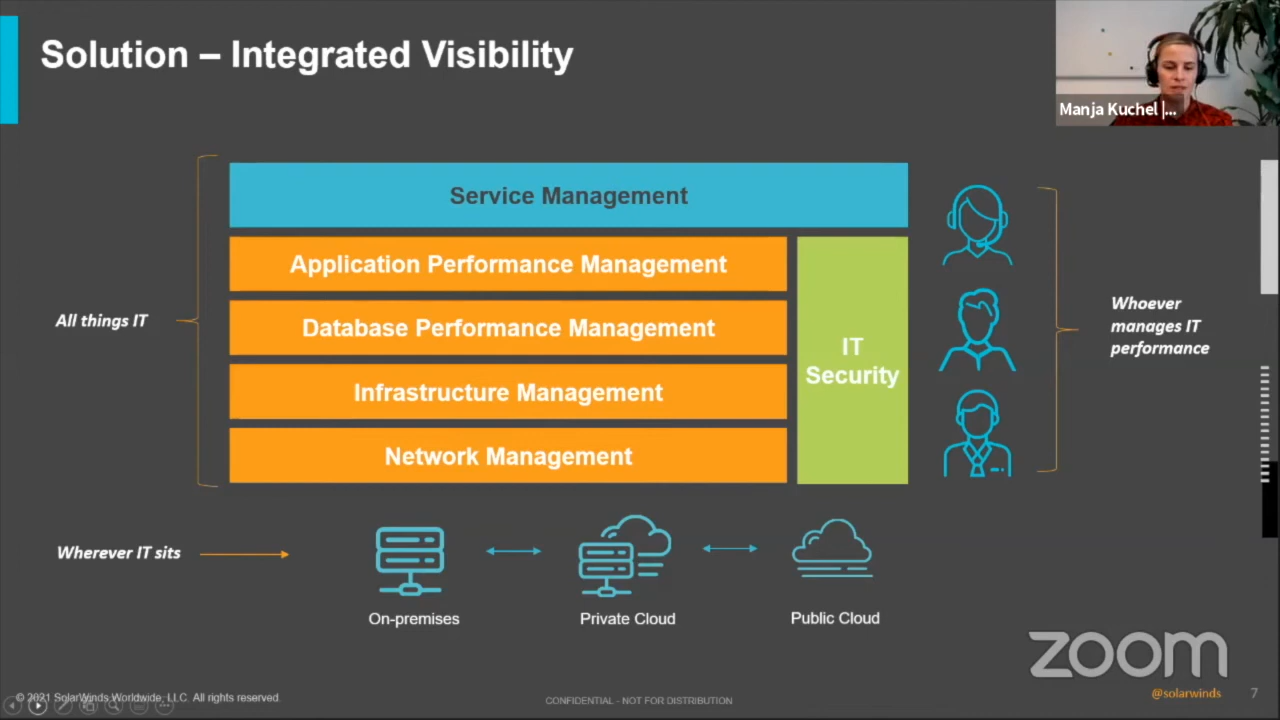 Solution – Integrated Visibility
Manja Kuchel |...
Service Management
Application Performance Management
Database Performance Management
Infrastructure Management
Network Management
IT
Security
All things IT
Whoever
manages IT
performance
Wherever IT sits
On-premises
Private Cloud
Public Cloud
zoom
© 2021 SolarWinds Worldwide, LLC. All rights reserved.
CONFIDENTIAL - NOT FOR DISTRIBUTION
@solarwinds
7